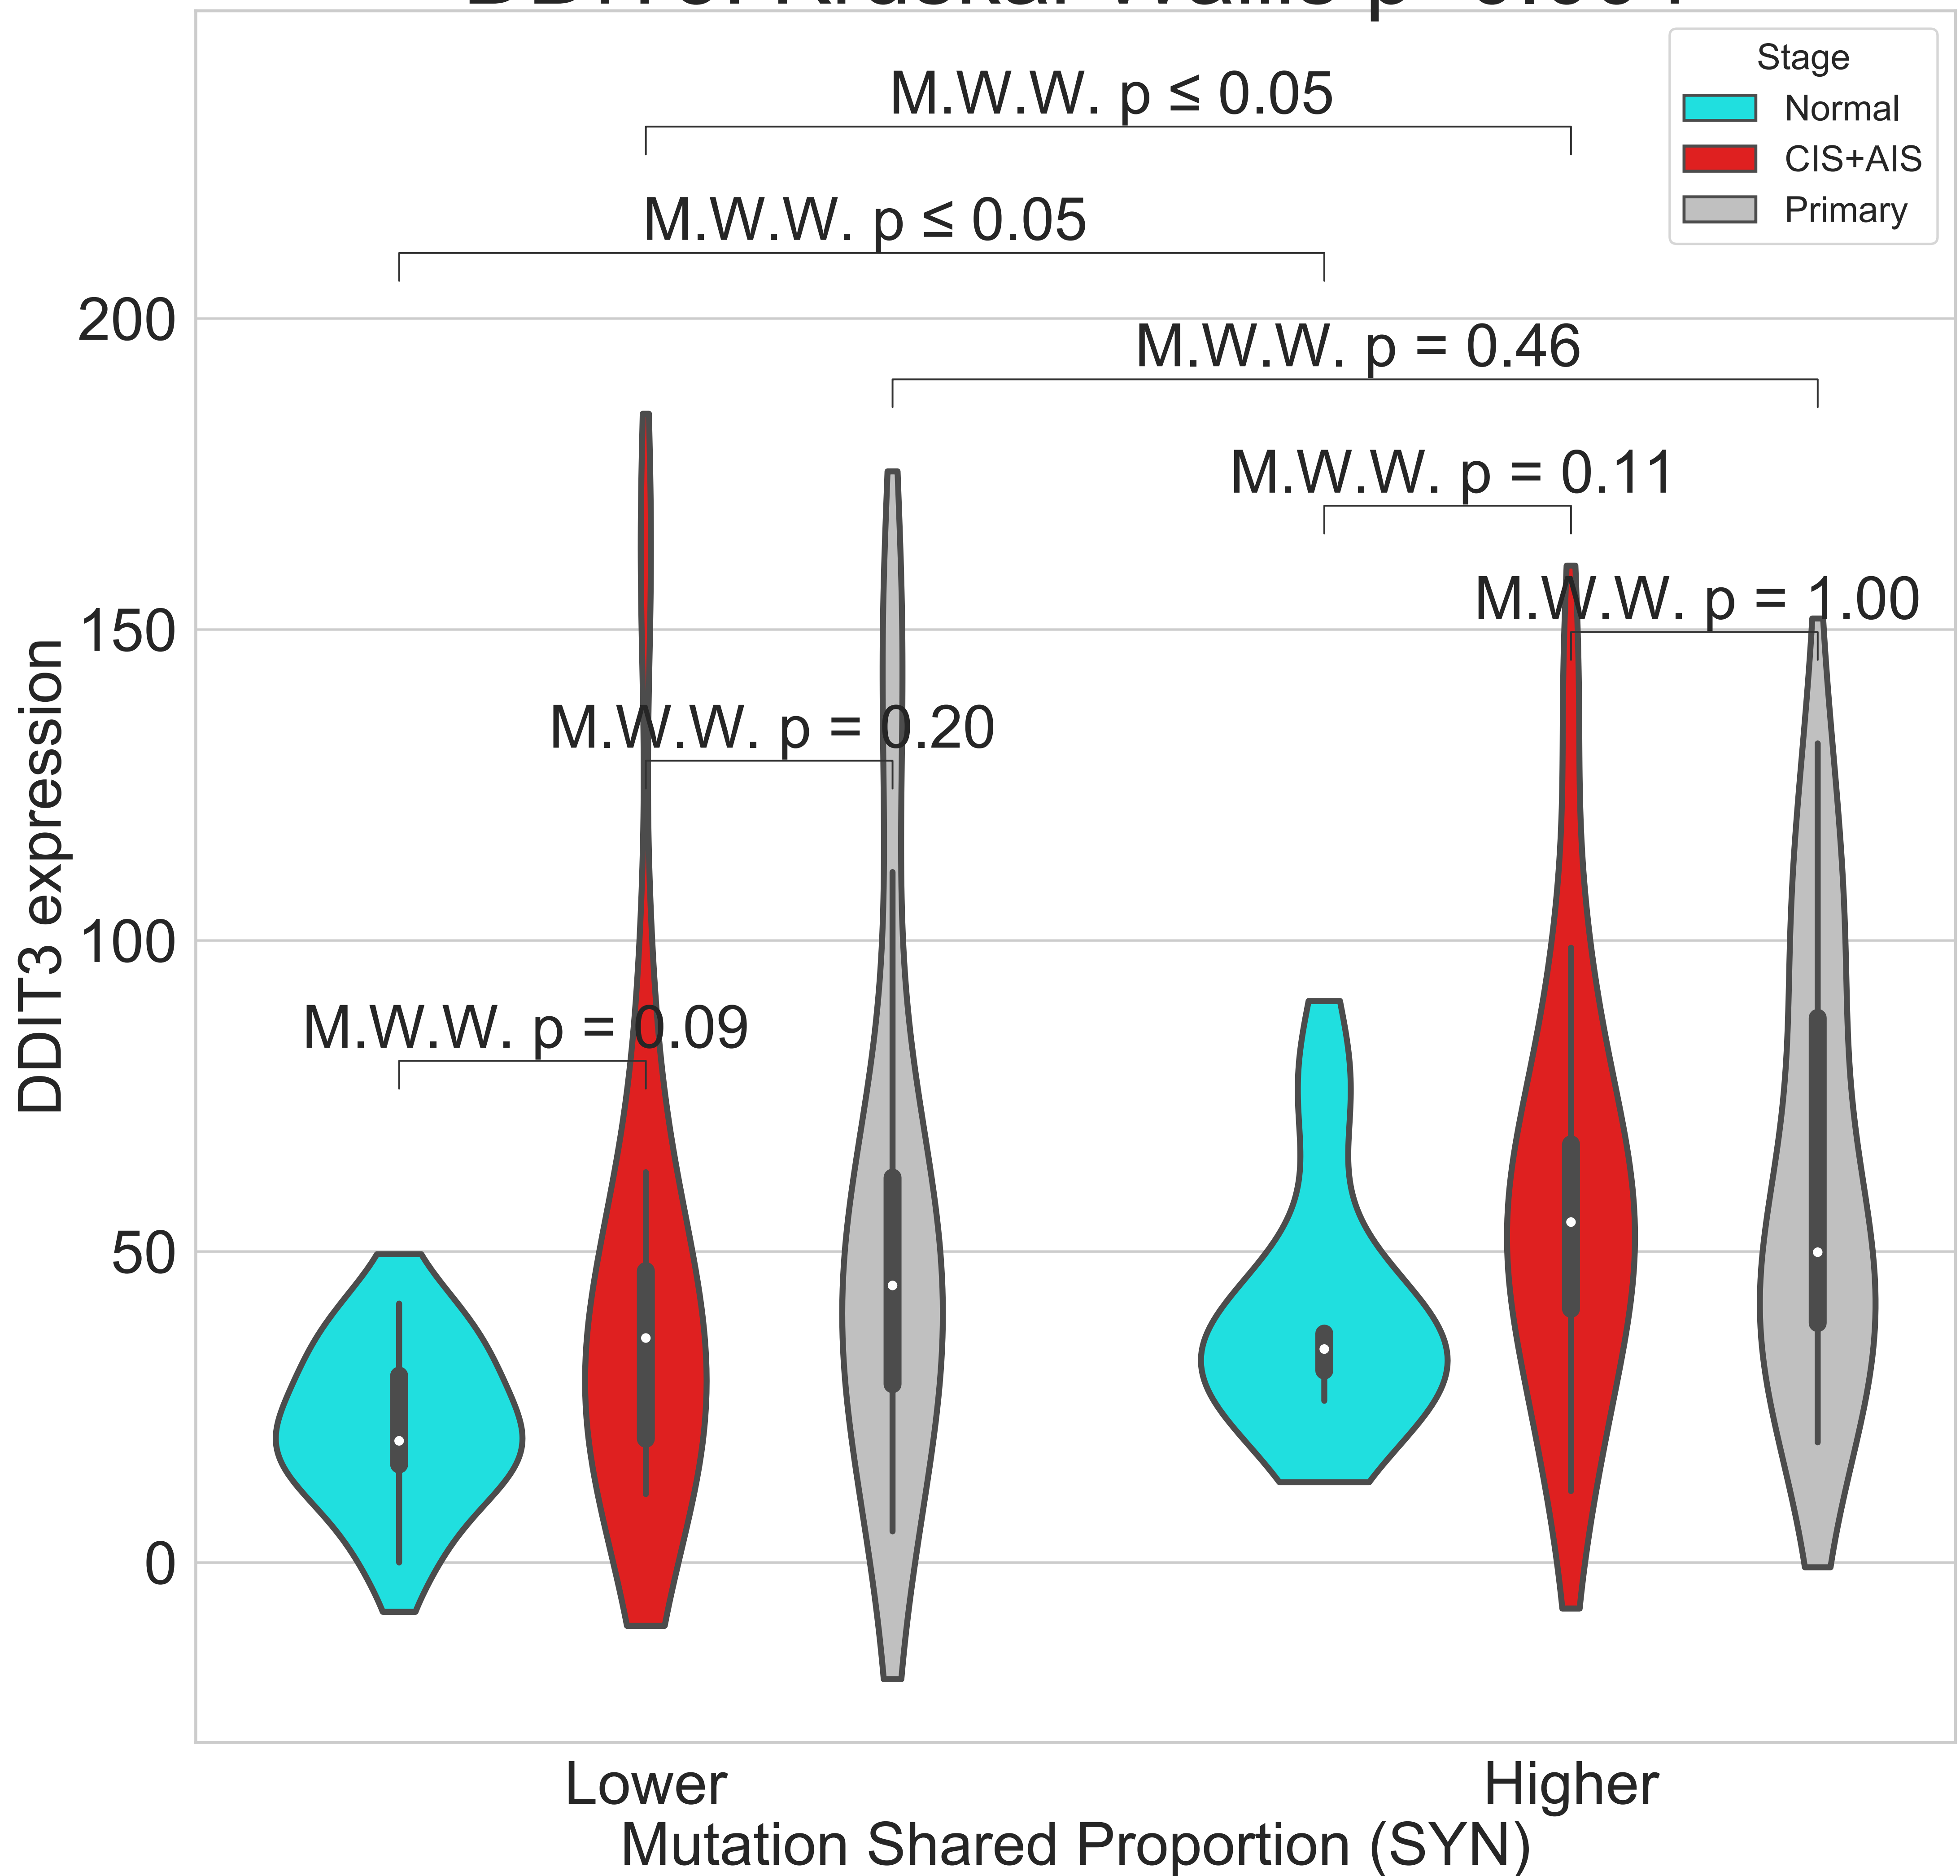 Stage
Normal
CIS+AIS
Primary
M.W.W. p ≤ 0.05
M.W.W. p ≤ 0.05
M.W.W. p = 0.46
M.W.W. p = 0.11
M.W.W. p = 1.00
M.W.W. p = 0.20
M.W.W. p = 0.09
200
150
100
50
0
DDIT3 expression
Lower
Higher
Mutation Shared Proportion (SYN)